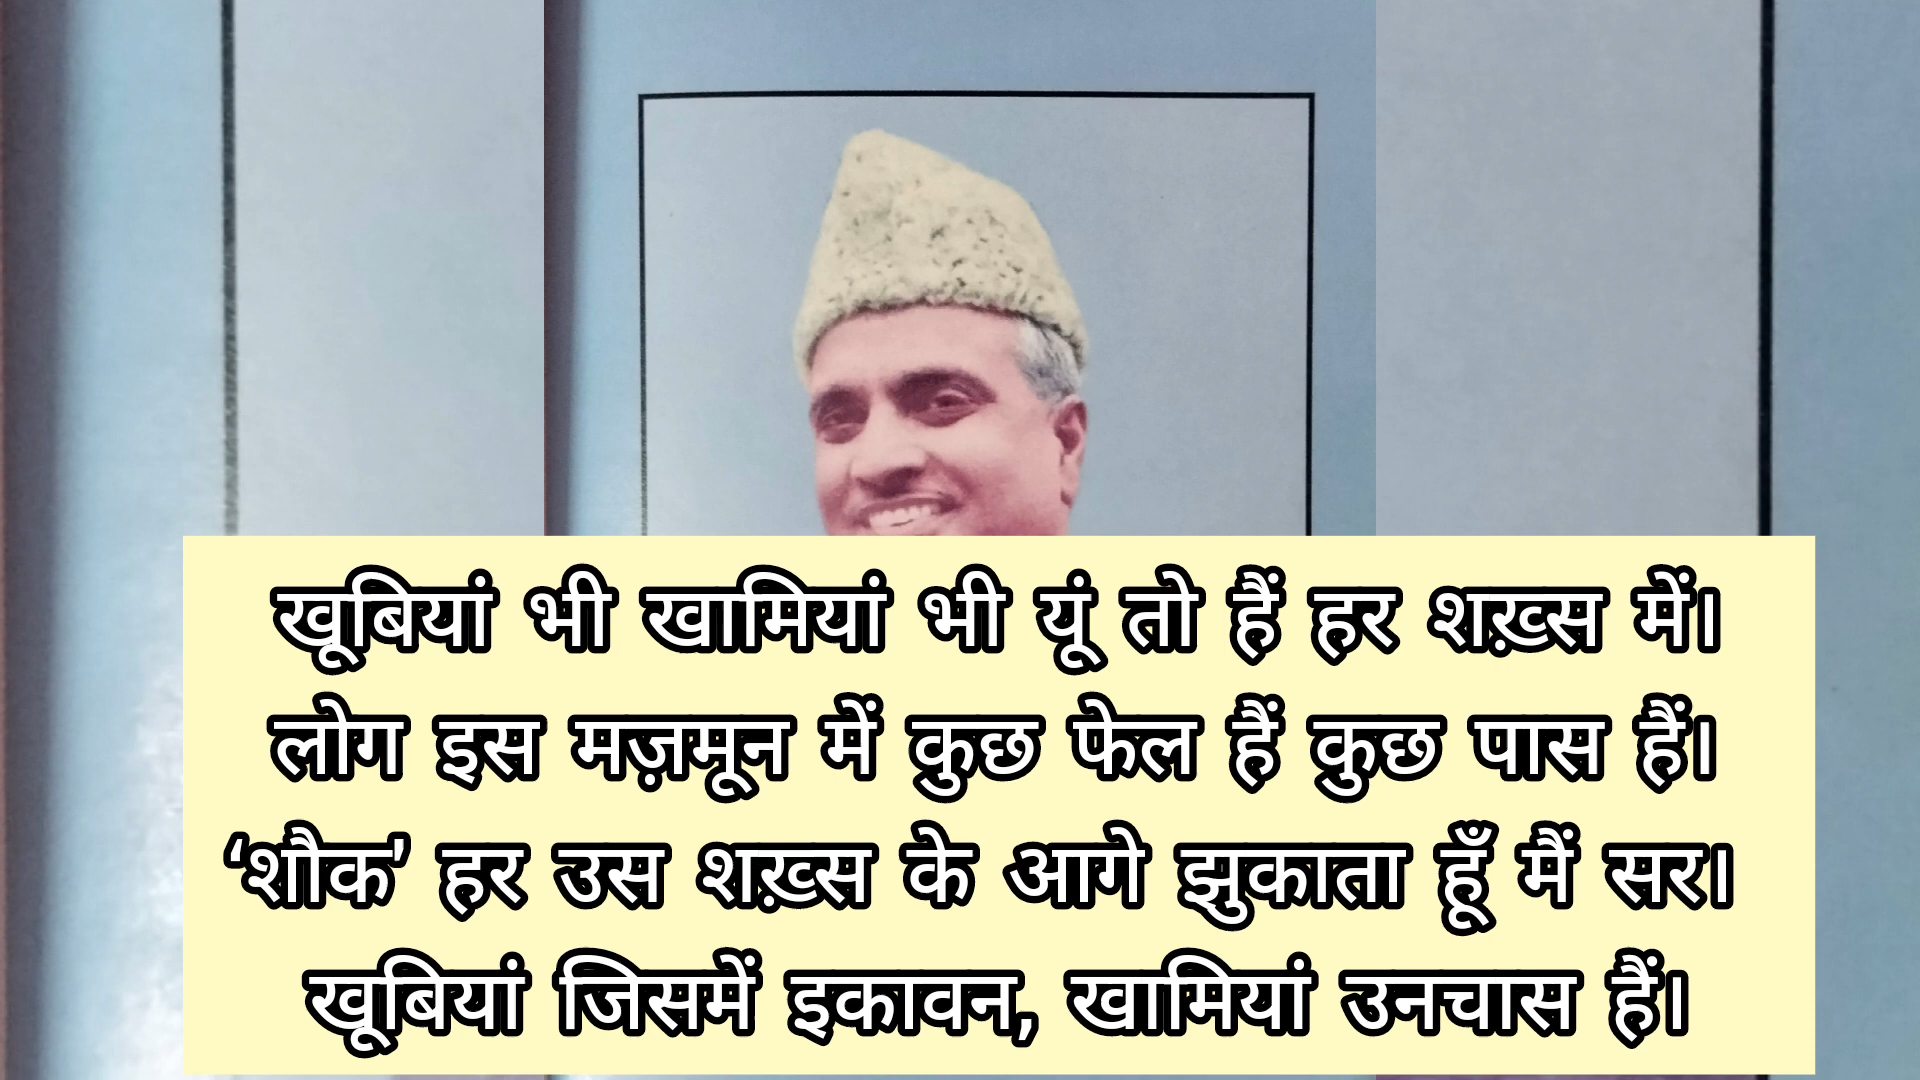 खूबियां भी खामियां भी यूं तो हैं हर शख़्स में।
लोग इस मज़मून में कुछ फेल हैं कुछ पास हैं।
‘शौक’ हर उस शख़्स के आगे झुकाता हूँ मैं सर।
खूबियां जिसमें इकावन, खामियां उनचास हैं।